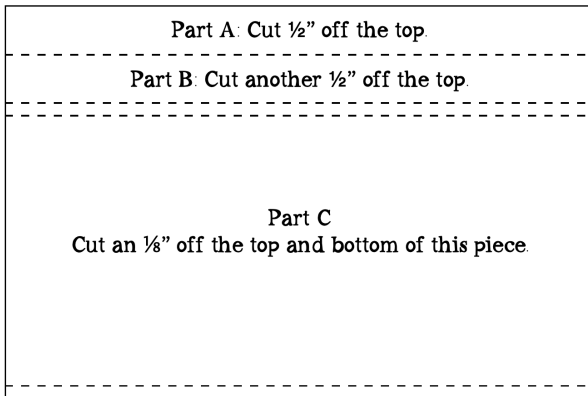 Part A: Cut ½” off the top.
Part B: Cut another ½” off the top.
Part C
Cut an ⅛” off the top and bottom of this piece.